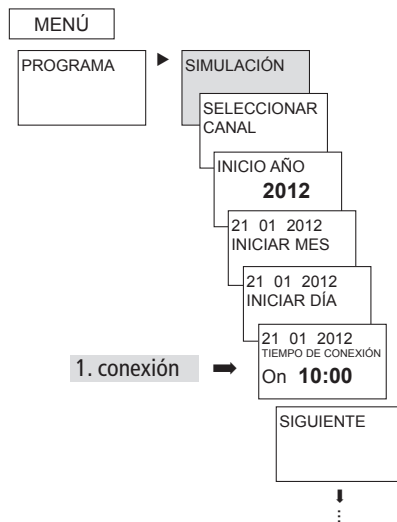 MENÚ
PROGRAMA
SIMULACIÓN
SELECCIONAR
CANAL
INICIO AÑO
2012
21 01 2012
INICIAR MES
21 01 2012
INICIAR DÍA
21 01 2012
TIEMPO DE CONEXIÓN
On 10:00
1. conexión
SIGUIENTE